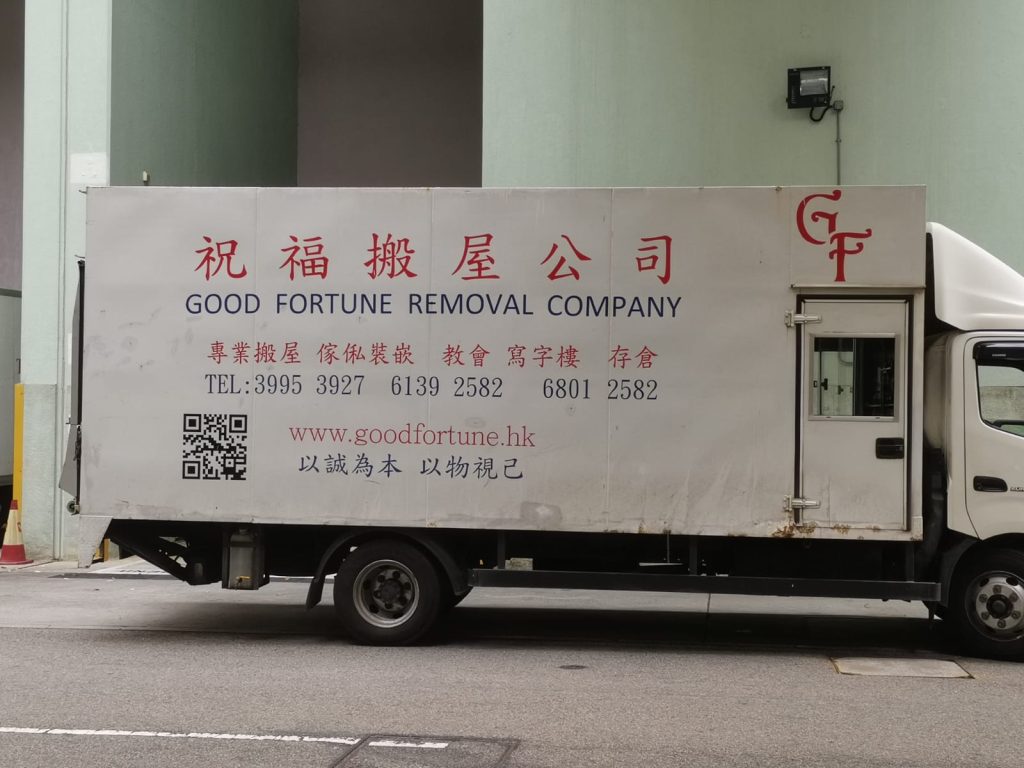 GF
祝福搬屋公司
GOOD FORTUNE REMOVAL COMPANY
專業搬屋 傢俬裝嵌 教會 寫字樓 存倉
TEL:3995 3927 6139 2582 6801 2582
www.goodfortune.hk
以誠為本 以物視己